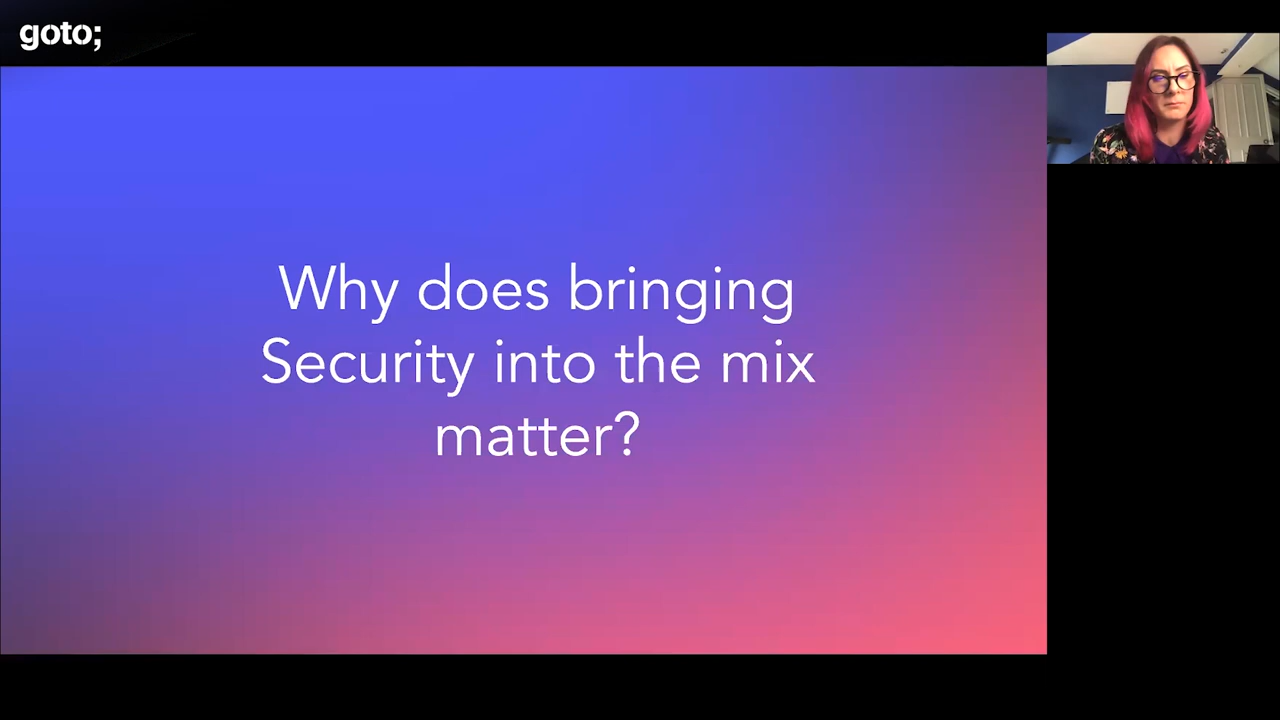 goto;
Why does bringing
Security into the mix
matter?